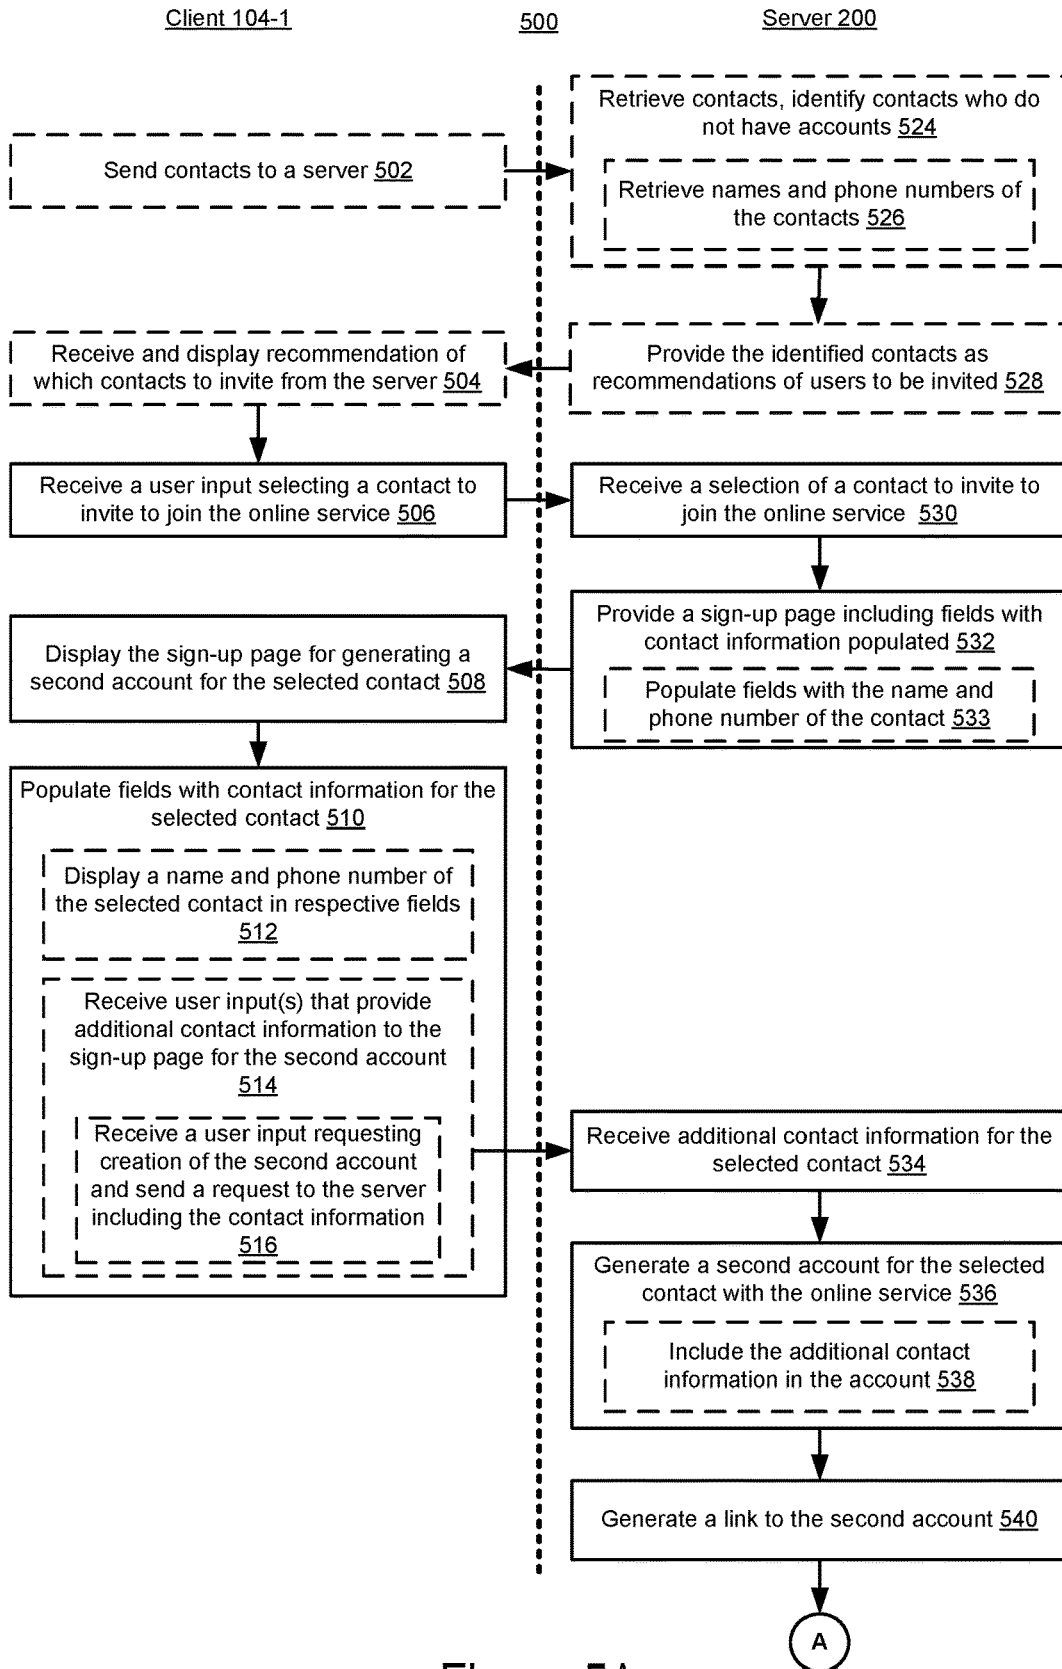 Client 104-1
500
Server 200
Retrieve contacts, identify contacts who do
not have accounts 524
Send contacts to a server 502
Retrieve names and phone numbers of
the contacts 526
Receive and display recommendation of
which contacts to invite from the server 504
Provide the identified contacts as
recommendations of users to be invited 528
Receive a user input selecting a contact to
invite to join the online service 506
Receive a selection of a contact to invite to
join the online service 530
Provide a sign-up page including fields with
contact information populated 532
Display the sign-up page for generating a
second account for the selected contact 508
Populate fields with the name and
phone number of the contact 533
Populate fields with contact information for the
selected contact 510
Display a name and phone number of
the selected contact in respective fields
512
Receive user input(s) that provide
additional contact information to the
sign-up page for the second account
514
Receive a user input requesting
creation of the second account
and send a request to the server
including the contact information
516
Receive additional contact information for the
selected contact 534
Generate a second account for the selected
contact with the online service 536
Include the additional contact
information in the account 538
Generate a link to the second account 540
A
Figure 5A